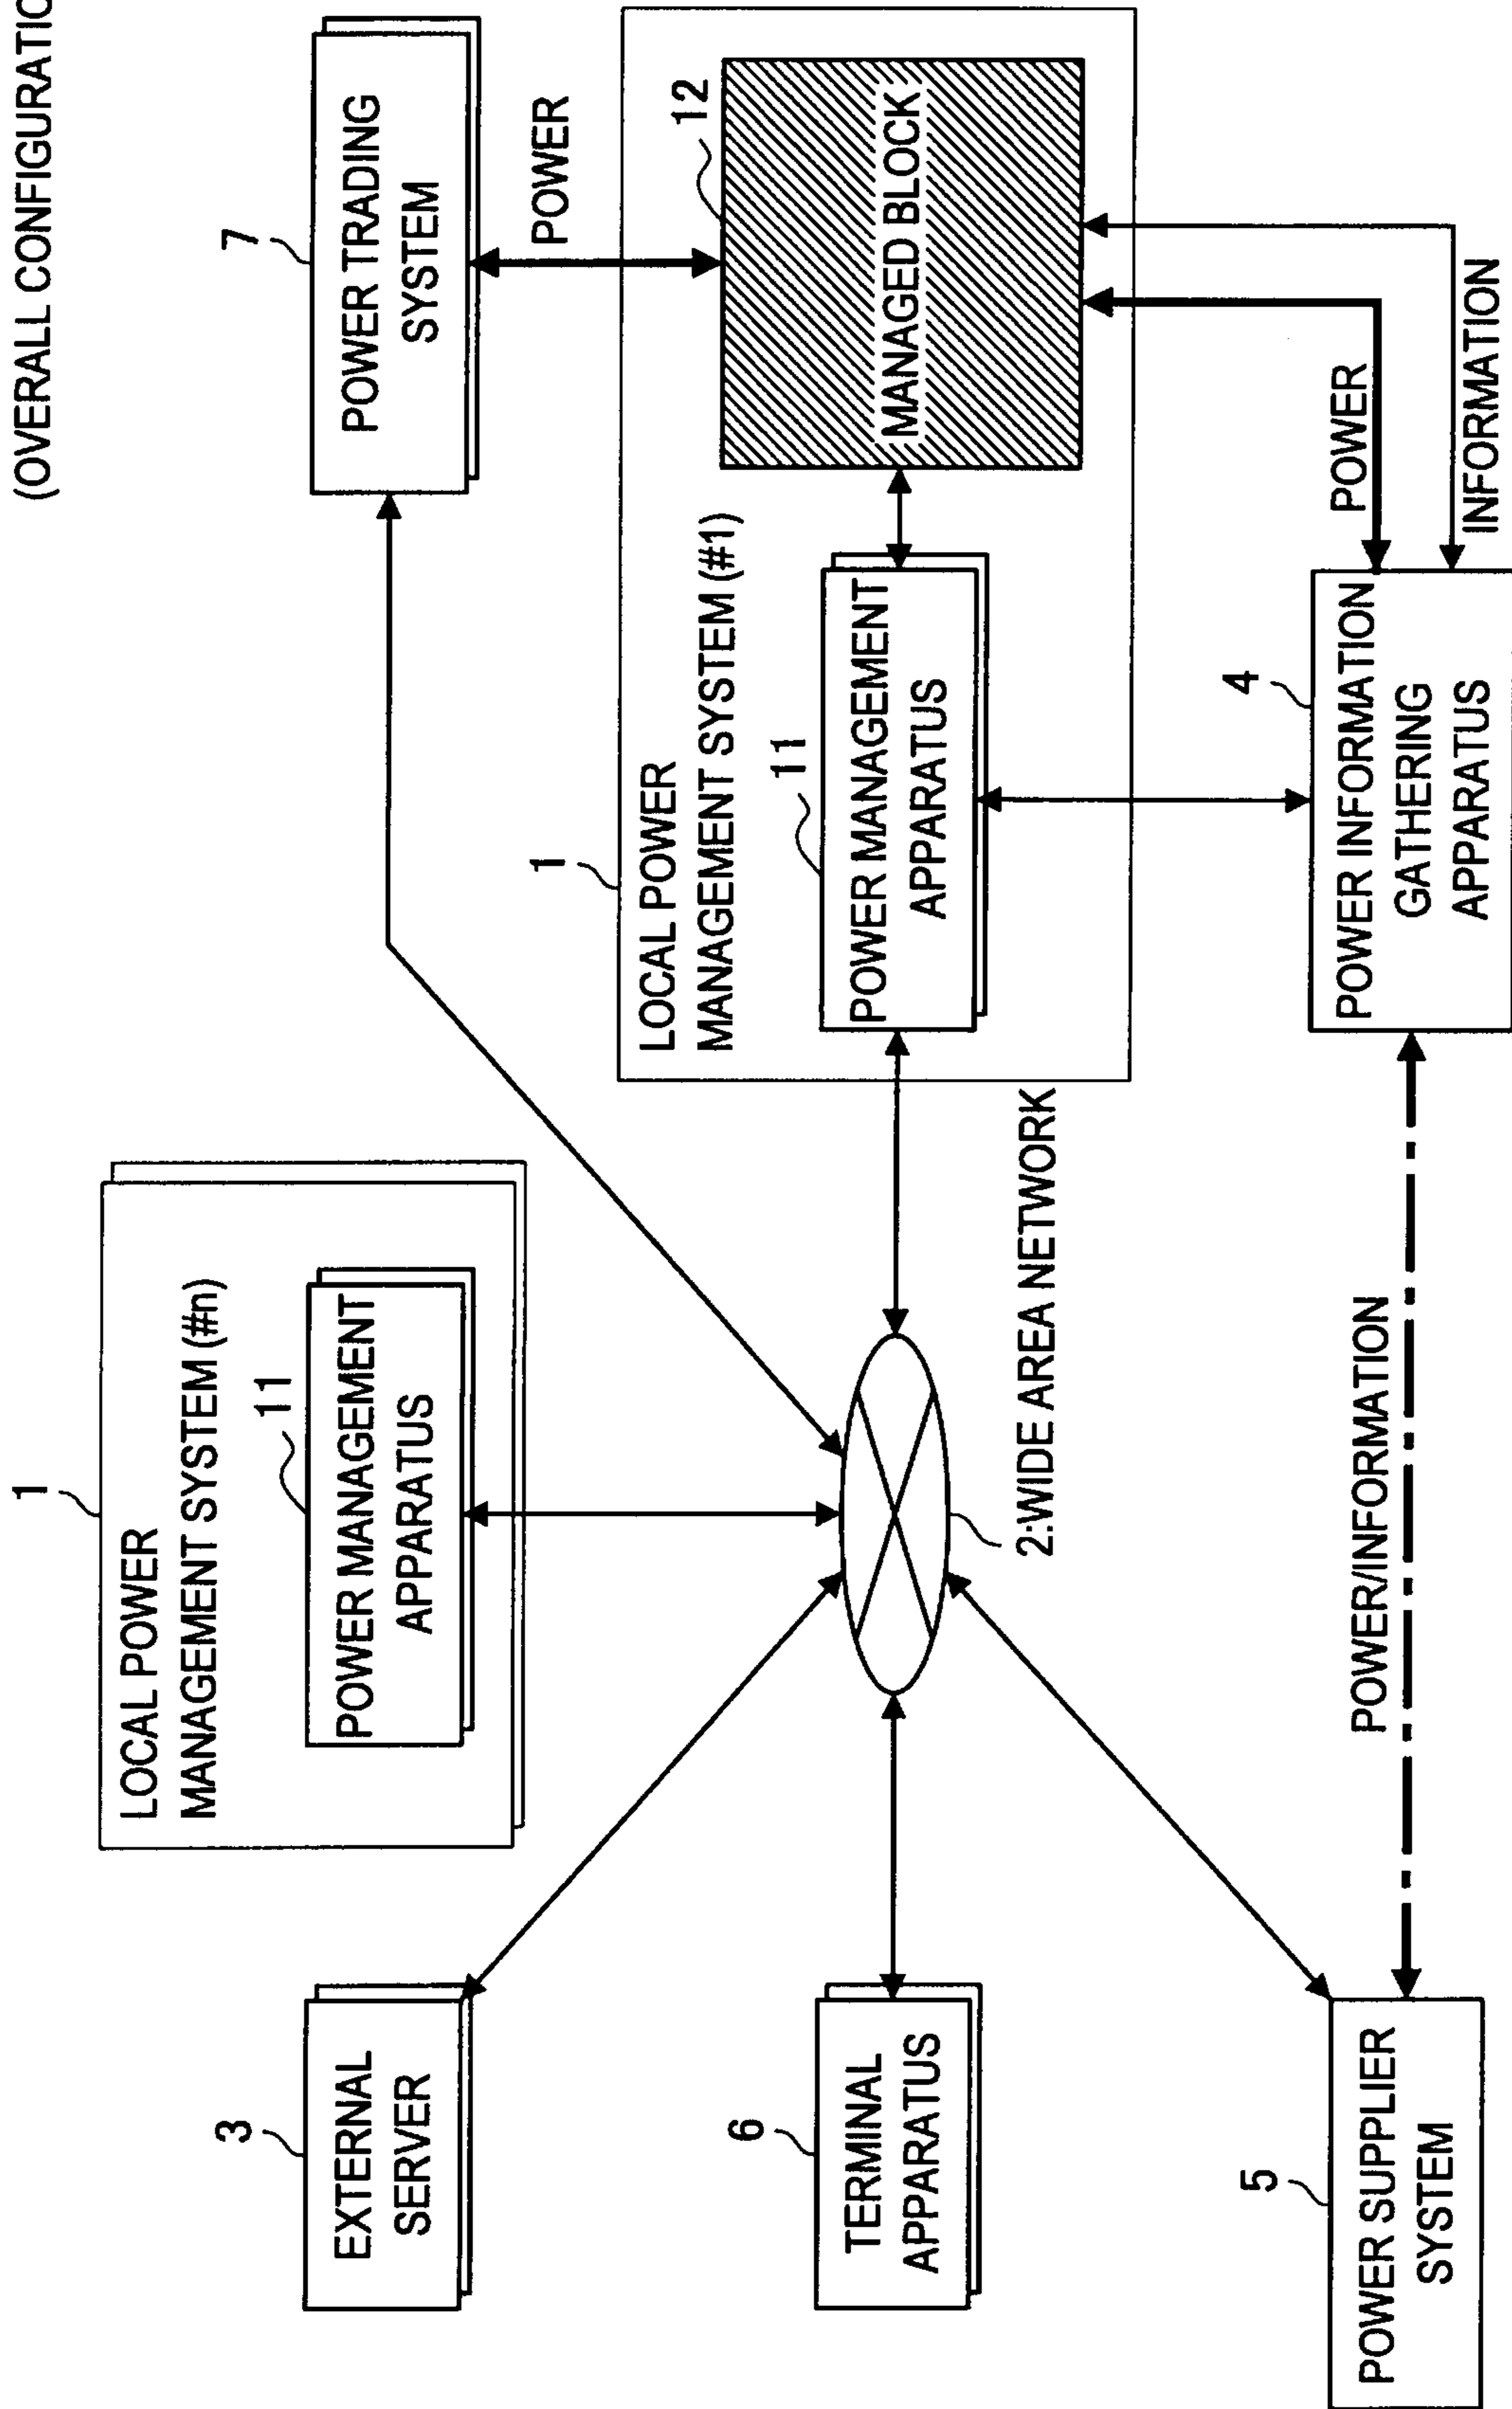 (OVERALL CONFIGURATIO
1
LOCAL POWER
MANAGEMENT SYSTEM (#n)
11
POWER MANAGEMENT
APPARATUS
3
EXTERNAL
SERVER
7
POWER TRADING
SYSTEM
POWER
1
LOCAL POWER
MANAGEMENT SYSTEM (#1)
12
MANAGED BLOCK
11
POWER MANAGEMENT
APPARATUS
6
TERMINAL
APPARATUS
2:WIDE AREA NETWORK
5
POWER SUPPLIER
SYSTEM
POWER/INFORMATION
4
POWER INFORMATION
GATHERING
APPARATUS
POWER
INFORMATION